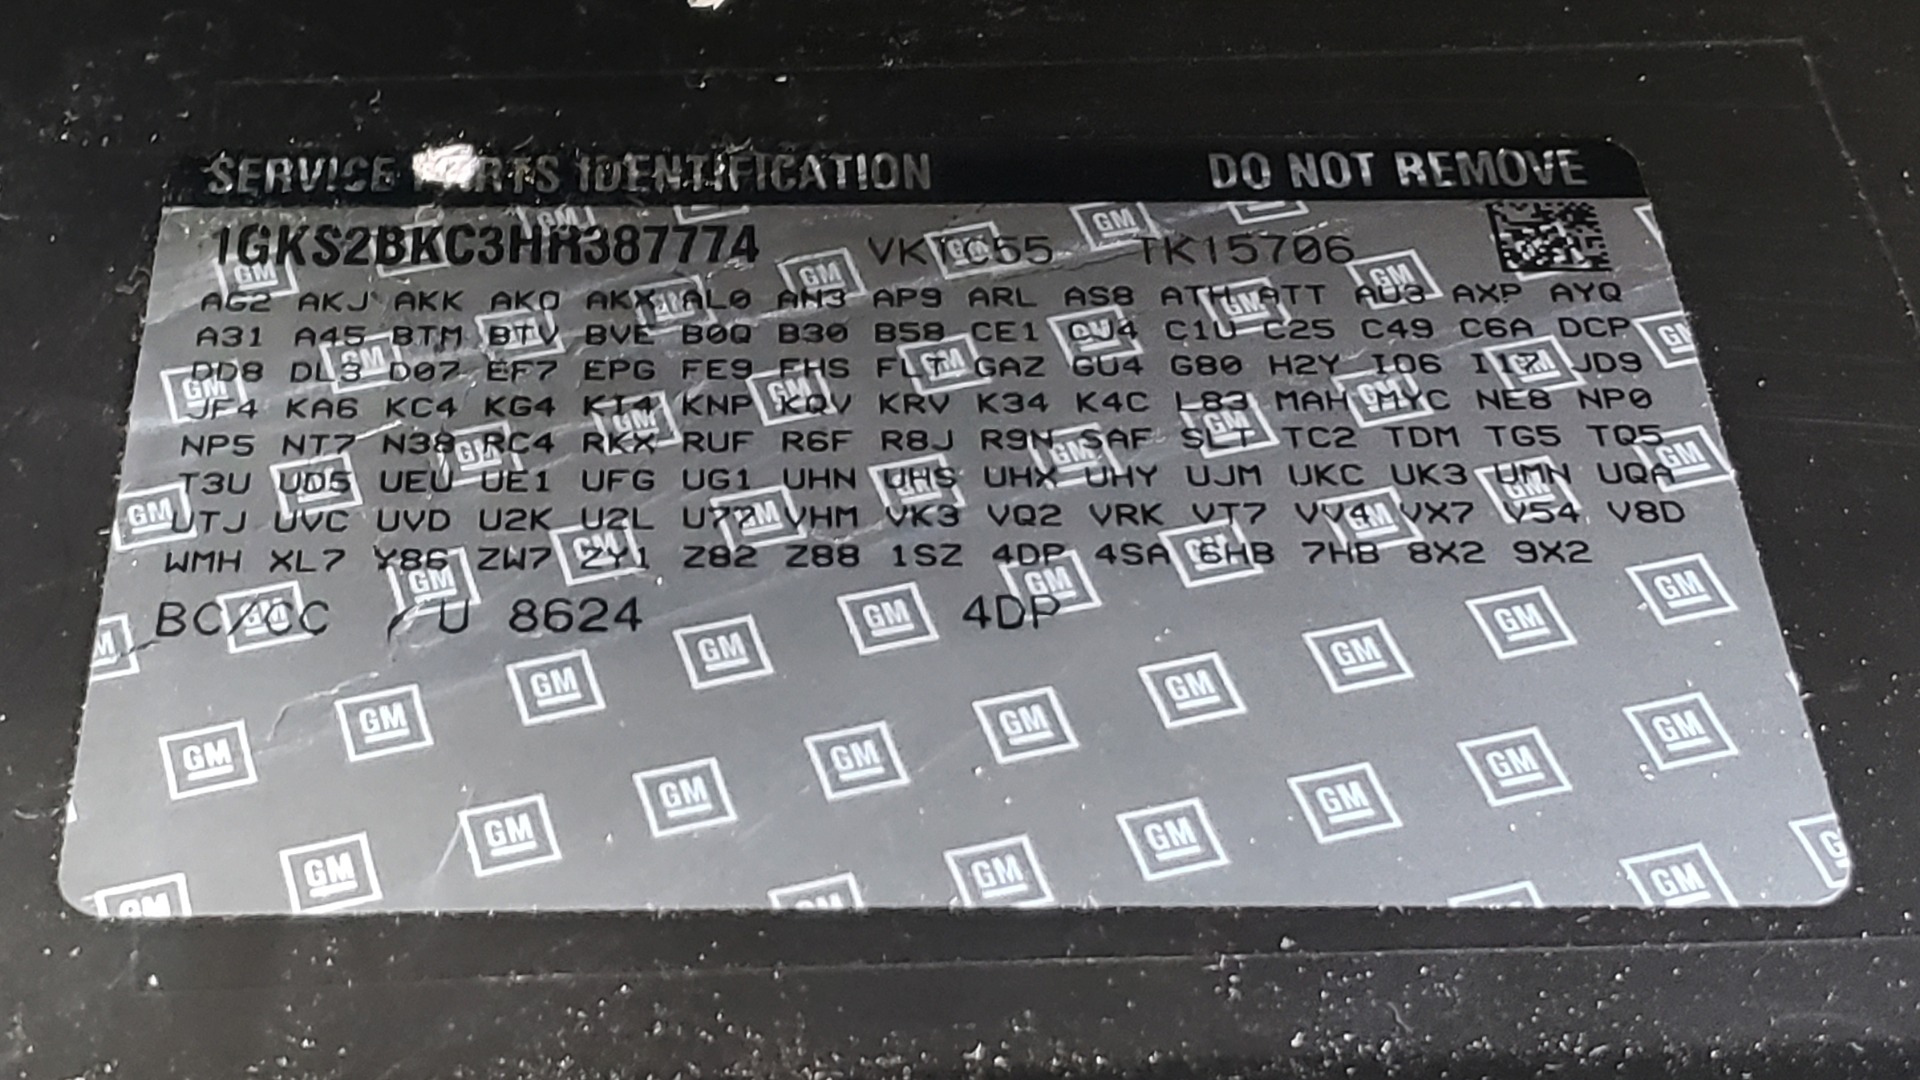 SERVICE PARTS IDENTIFICATION DO NOT REMOVE
1GKS2BKC3HR387774 VKTC55 TK15706
AG2 AKJ AKK AKO AKX AL0 AN3 AP9 ARL AS8 ATH ATT AU3 AXP AYQ
A31 A45 BTM BTV BVE B0Q B30 B58 CE1 CJ4 C1U C25 C49 C6A DCP
DD8 DL3 D07 EF7 EPG FE9 FHS FLT GAZ GU4 G80 H2Y IO6 I17 JD9
JF4 KA6 KC4 KG4 KI4 KNP KQV KRV K34 K4C L83 MAH MYC NE8 NP0
NP5 NT7 N38 RC4 RKX RUF R6F R8J R9N SAF SLT TC2 TDM TG5 TQ5
T3U UD5 UEU UE1 UFG UG1 UHN UHS UHX UHY UJM UKC UK3 UMN UQA
UTJ UVC UVD U2K U2L U77 VHM VK3 VQ2 VRK VT7 VV4 VX7 V54 V8D
WMH XL7 Y86 ZW7 ZY1 Z82 Z88 1SZ 4DP 4SA 6HB 7HB 8X2 9X2
BC/CC U 8624 4DP